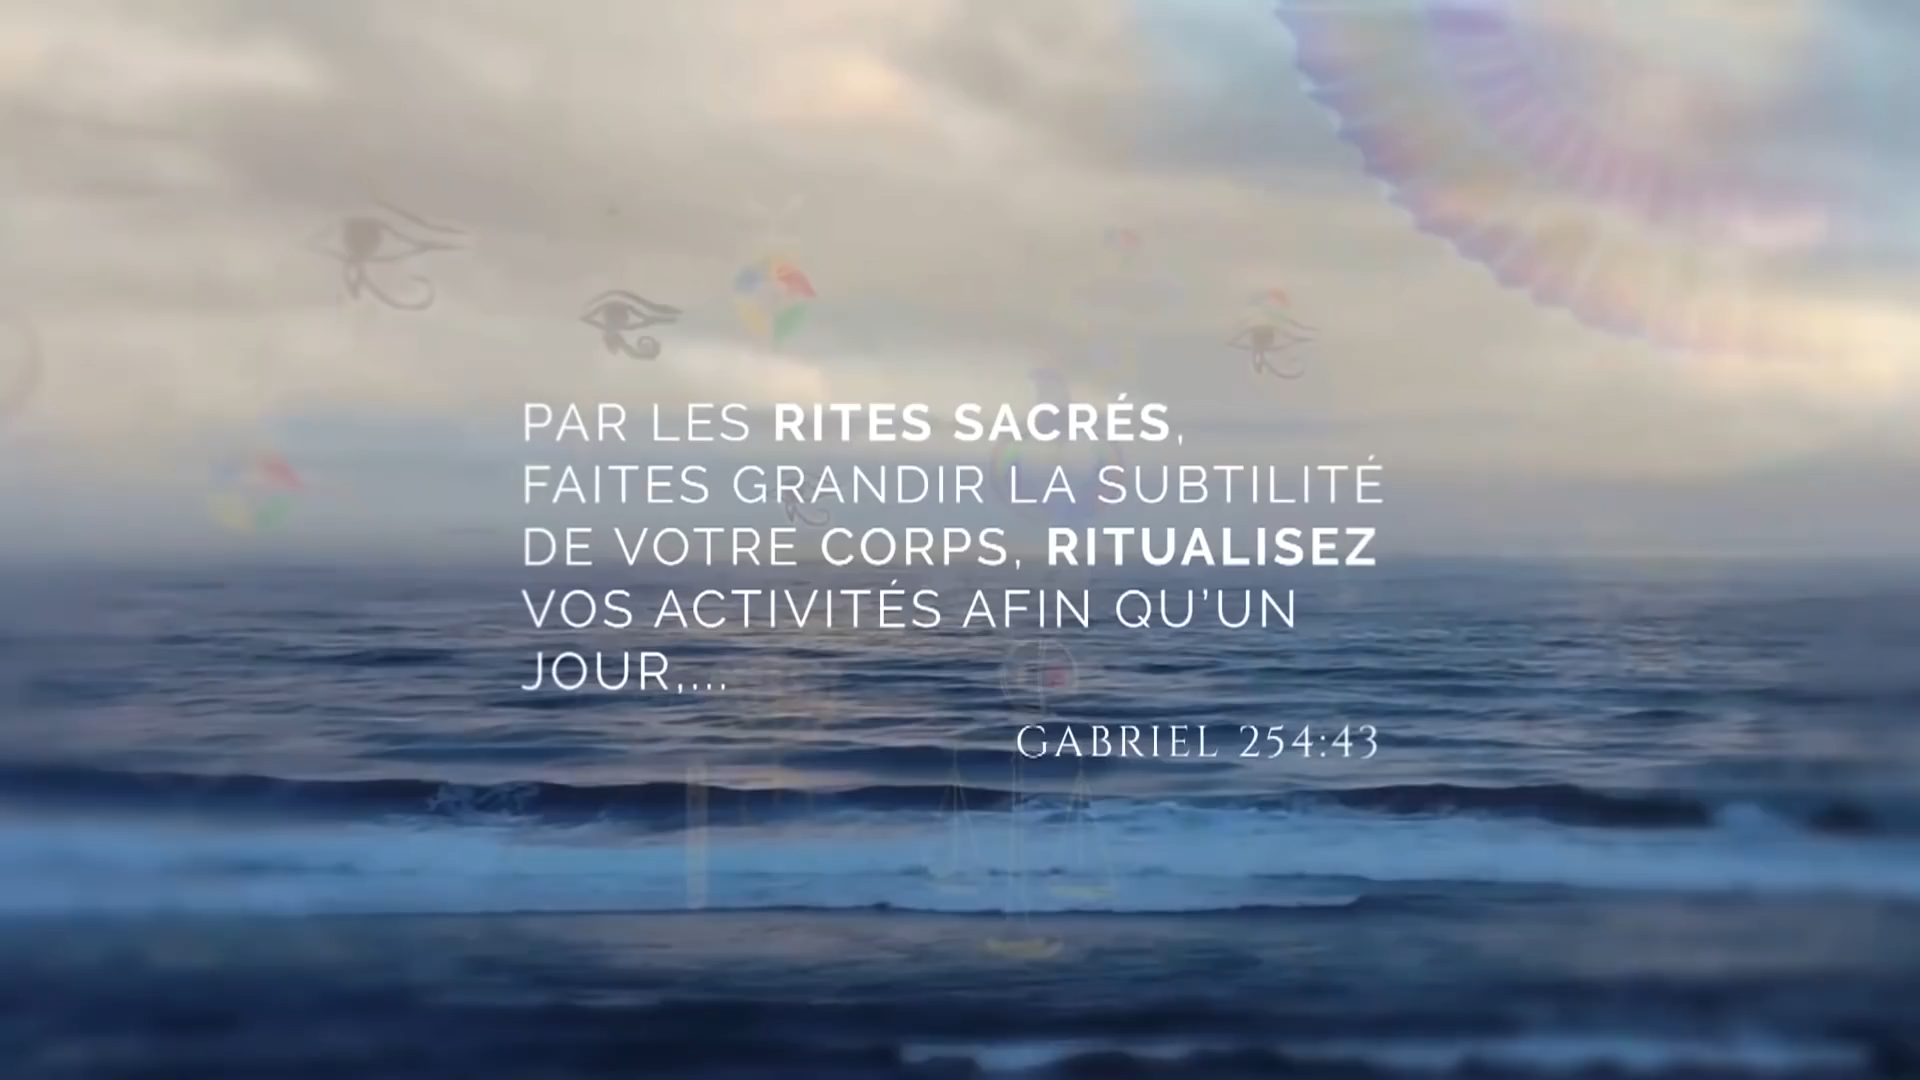 PAR LES RITES SACRÉS,
FAITES GRANDIR LA SUBTILITÉ
DE VOTRE CORPS, RITUALISEZ
VOS ACTIVITÉS AFIN QU'UN
JOUR,...
GABRIEL 254:43